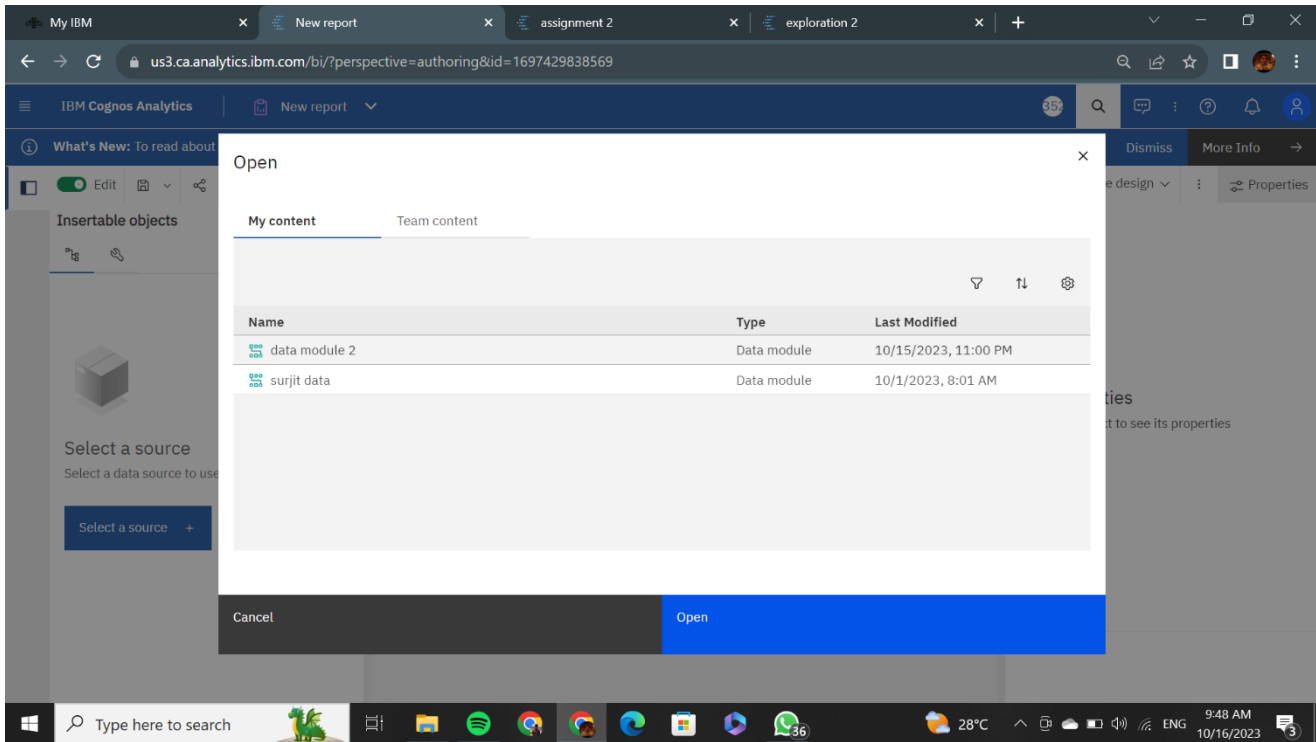 My IBM
New report
assignment 2
exploration 2
us3.ca.analytics.ibm.com/bi/?perspective=authoring&id=1697429838569
IBM Cognos Analytics
New report
What's New: To read about
Dismiss
More Info
Edit
e design
Properties
Insertable objects
Open
My content
Team content
Name Type Last Modified
data module 2 Data module 10/15/2023, 11:00 PM
surjit data Data module 10/1/2023, 8:01 AM
ties
ct to see its properties
Select a source
Select a data source to use
Select a source +
Cancel
Open
Type here to search
36
28°C
ENG
9:48 AM
10/16/2023
3